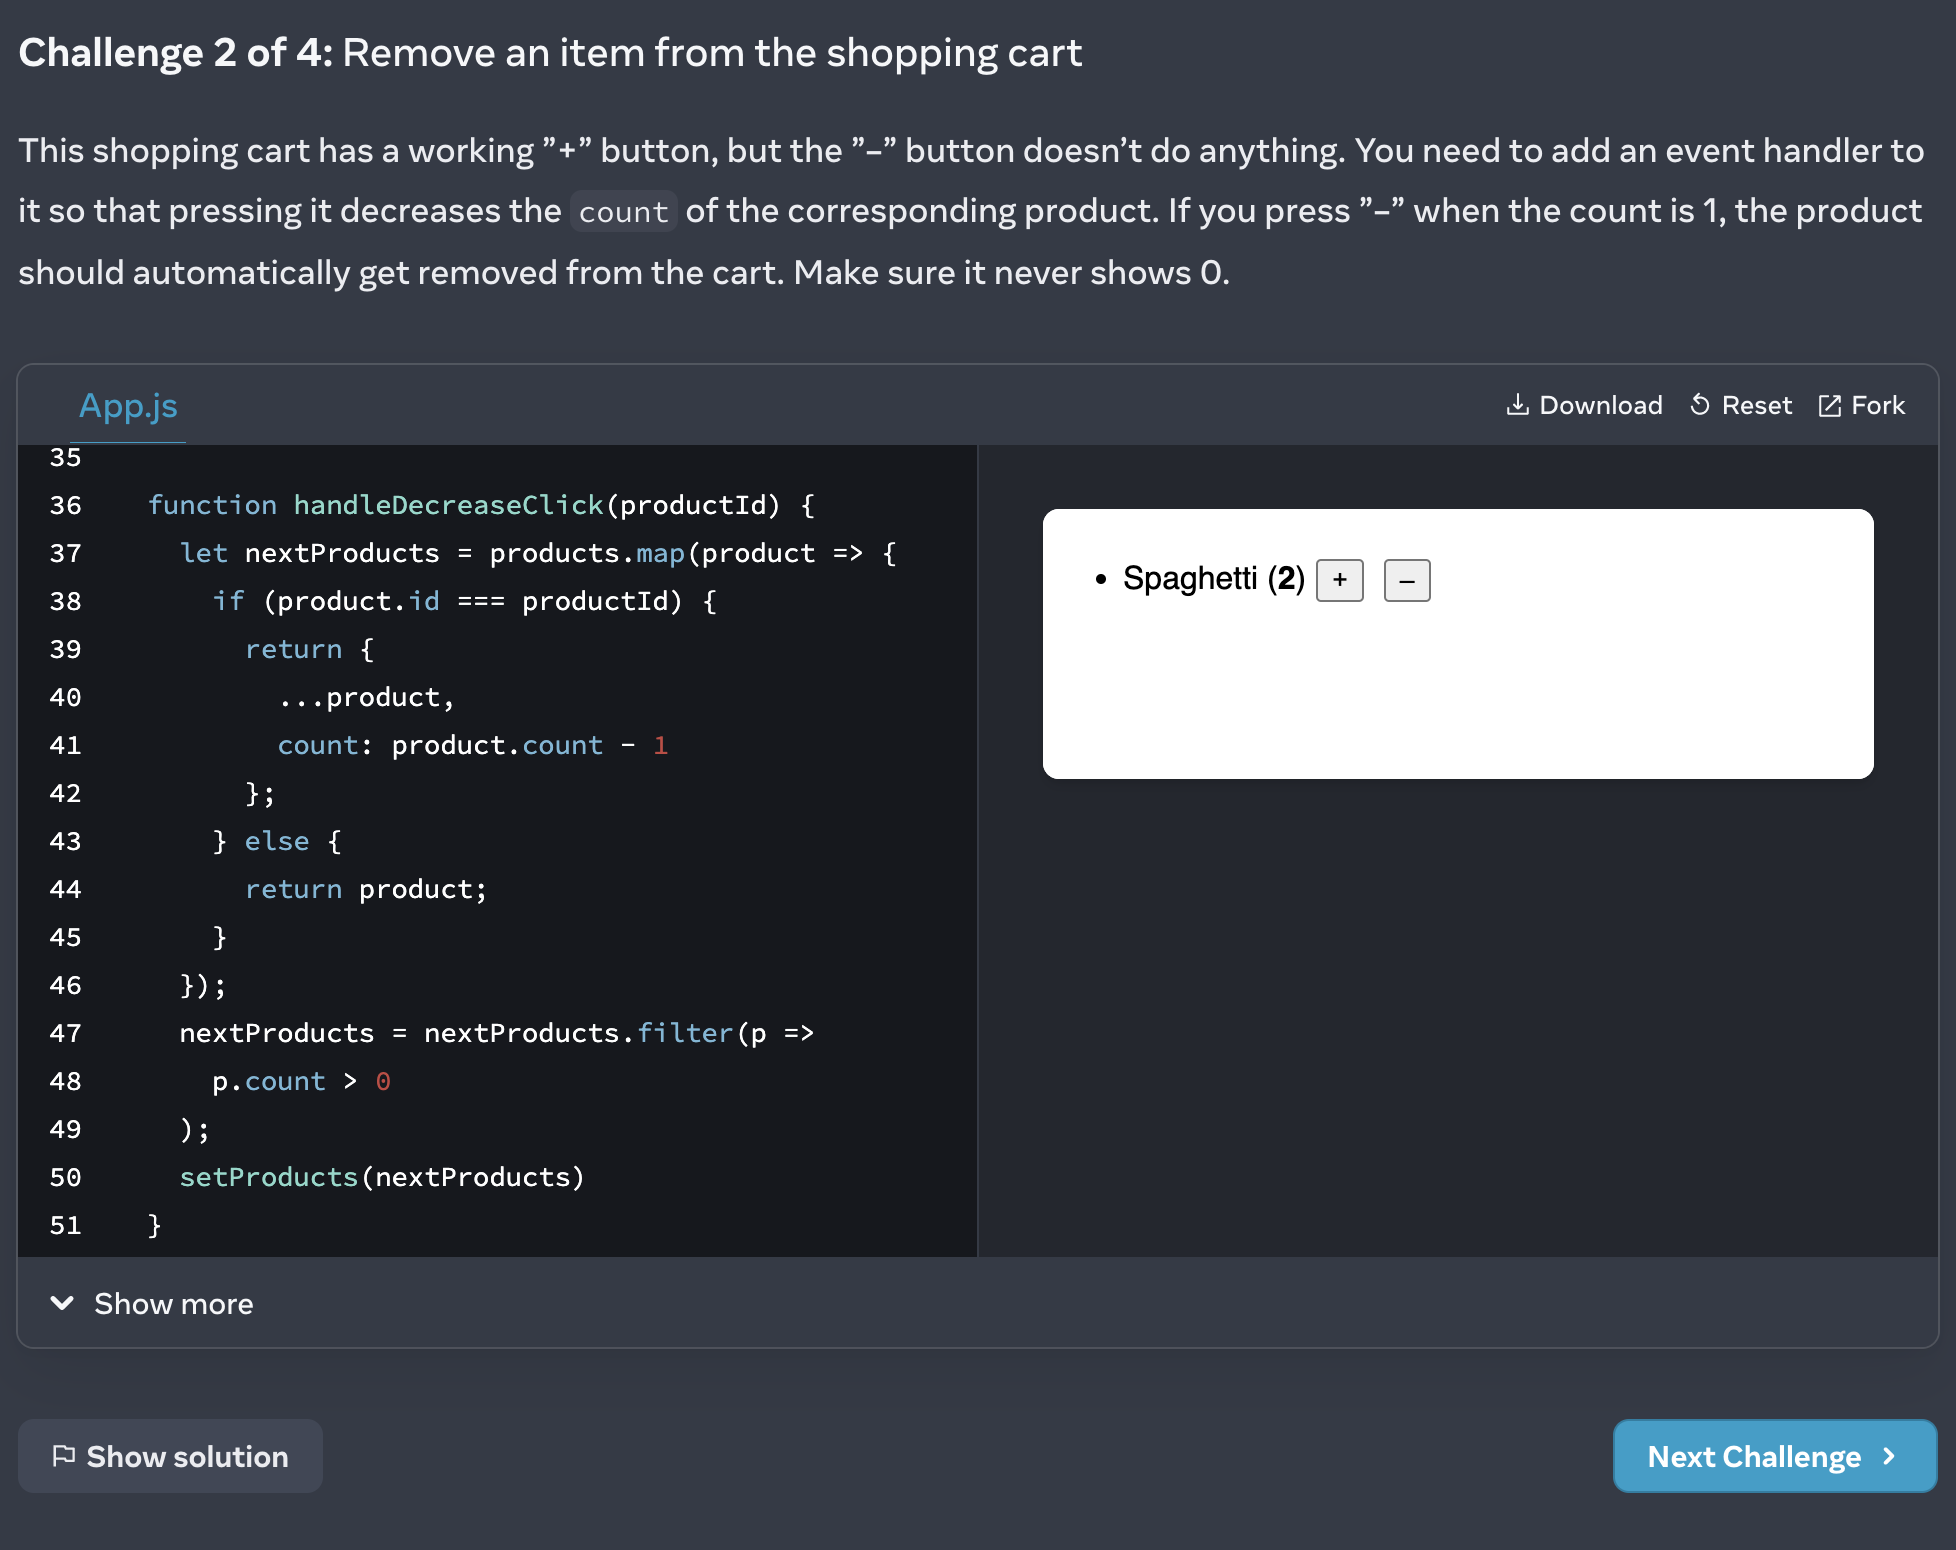 Challenge 2 of 4: Remove an item from the shopping cart
This shopping cart has a working ”+” button, but the ”–” button doesn’t do anything. You need to add an event handler to
it so that pressing it decreases the count of the corresponding product. If you press ”–” when the count is 1, the product
should automatically get removed from the cart. Make sure it never shows 0.
App.js
Download Reset Fork
35
36 function handleDecreaseClick(productId) {
37 let nextProducts = products.map(product => {
38 if (product.id === productId) {
39 return {
40 ...product,
41 count: product.count - 1
42 };
43 } else {
44 return product;
45 }
46 });
47 nextProducts = nextProducts.filter(p =>
48 p.count > 0
49 );
50 setProducts(nextProducts)
51 }
• Spaghetti (2) + –
Show more
Show solution
Next Challenge